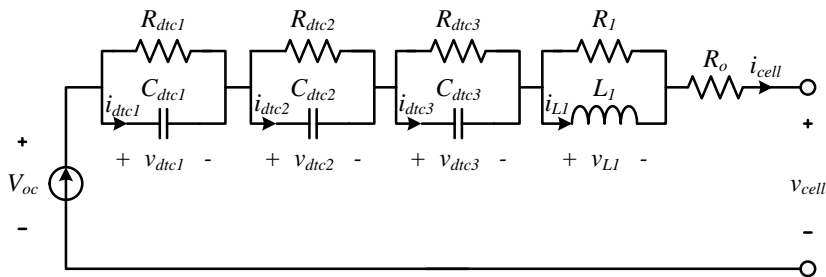 R_dtc1 R_dtc2 R_dtc3 R_1
R_o i_cell
C_dtc1 C_dtc2 C_dtc3 L_1
i_dtc1 i_dtc2 i_dtc3 i_L1
+ v_dtc1 - + v_dtc2 - + v_dtc3 - + v_L1 -
+ +
V_oc v_cell
- -